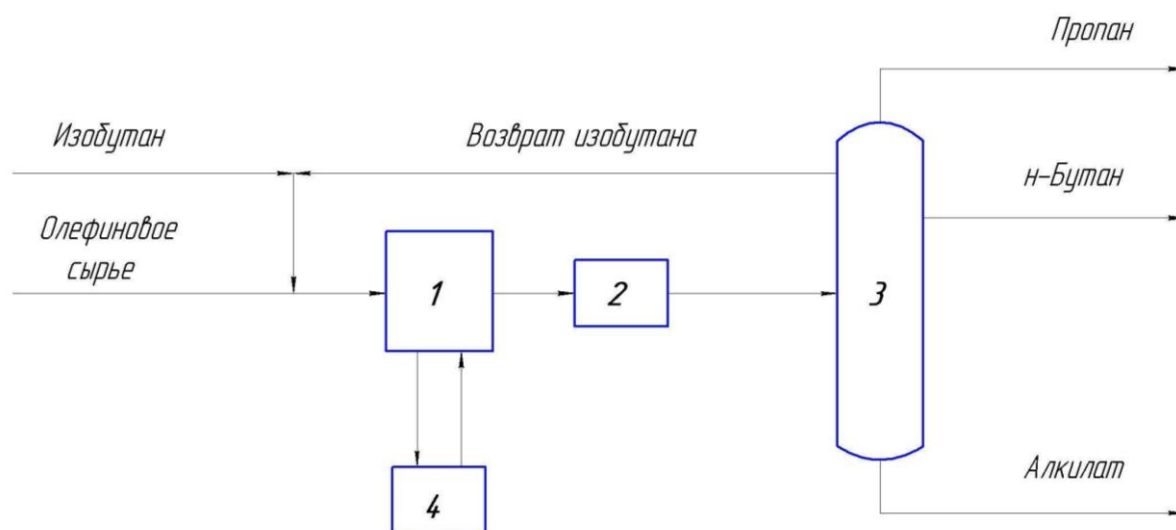 Пропан
Изобутан
Возврат изобутана
н-Бутан
Олефиновое
сырье
1
2
3
Алкилат
4